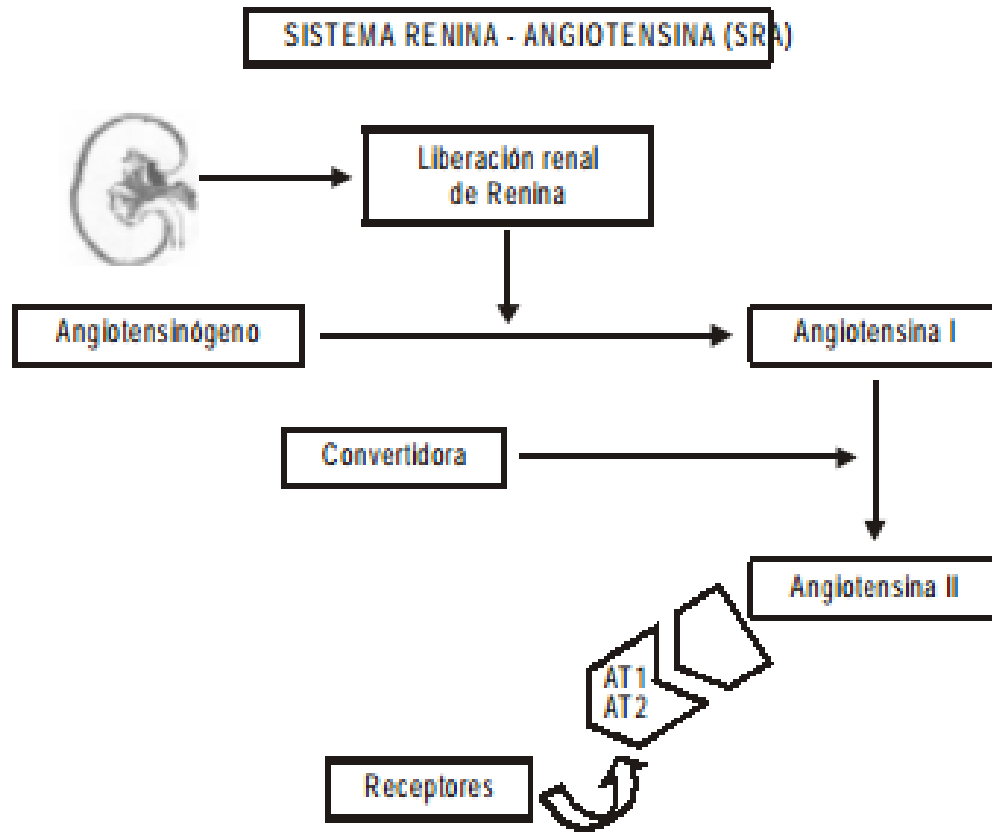 SISTEMA RENINA - ANGIOTENSINA (SRA)
Liberación renal
de Renina
Angiotensinógeno
Angiotensina I
Convertidora
Angiotensina II
AT1
AT2
Receptores